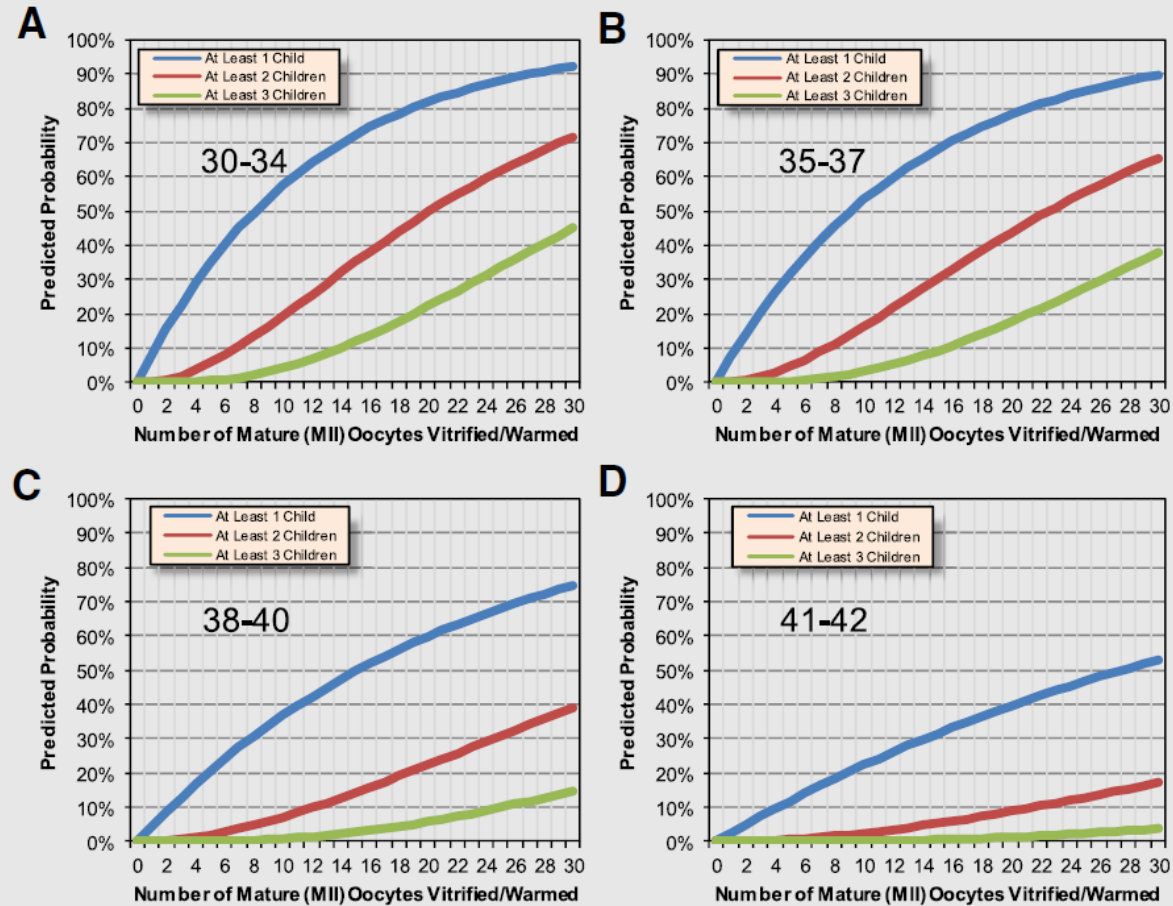 A
100%
90%
80%
70%
60%
50%
40%
30%
20%
10%
0%
Predicted Probability
At Least 1 Child
At Least 2 Children
At Least 3 Children
30-34
0 2 4 6 8 10 12 14 16 18 20 22 24 26 28 30
Number of Mature (MII) Oocytes Vitrified/Warmed
B
100%
90%
80%
70%
60%
50%
40%
30%
20%
10%
0%
Predicted Probability
At Least 1 Child
At Least 2 Children
At Least 3 Children
35-37
0 2 4 6 8 10 12 14 16 18 20 22 24 26 28 30
Number of Mature (MII) Oocytes Vitrified/Warmed
C
100%
90%
80%
70%
60%
50%
40%
30%
20%
10%
0%
Predicted Probability
At Least 1 Child
At Least 2 Children
At Least 3 Children
38-40
0 2 4 6 8 10 12 14 16 18 20 22 24 26 28 30
Number of Mature (MII) Oocytes Vitrified/Warmed
D
100%
90%
80%
70%
60%
50%
40%
30%
20%
10%
0%
Predicted Probability
At Least 1 Child
At Least 2 Children
At Least 3 Children
41-42
0 2 4 6 8 10 12 14 16 18 20 22 24 26 28 30
Number of Mature (MII) Oocytes Vitrified/Warmed